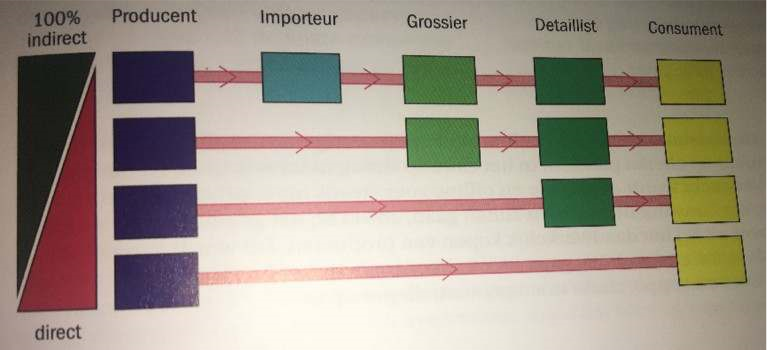 100%
indirect
Producent
Importeur
Grossier
Detaillist
Consument
direct